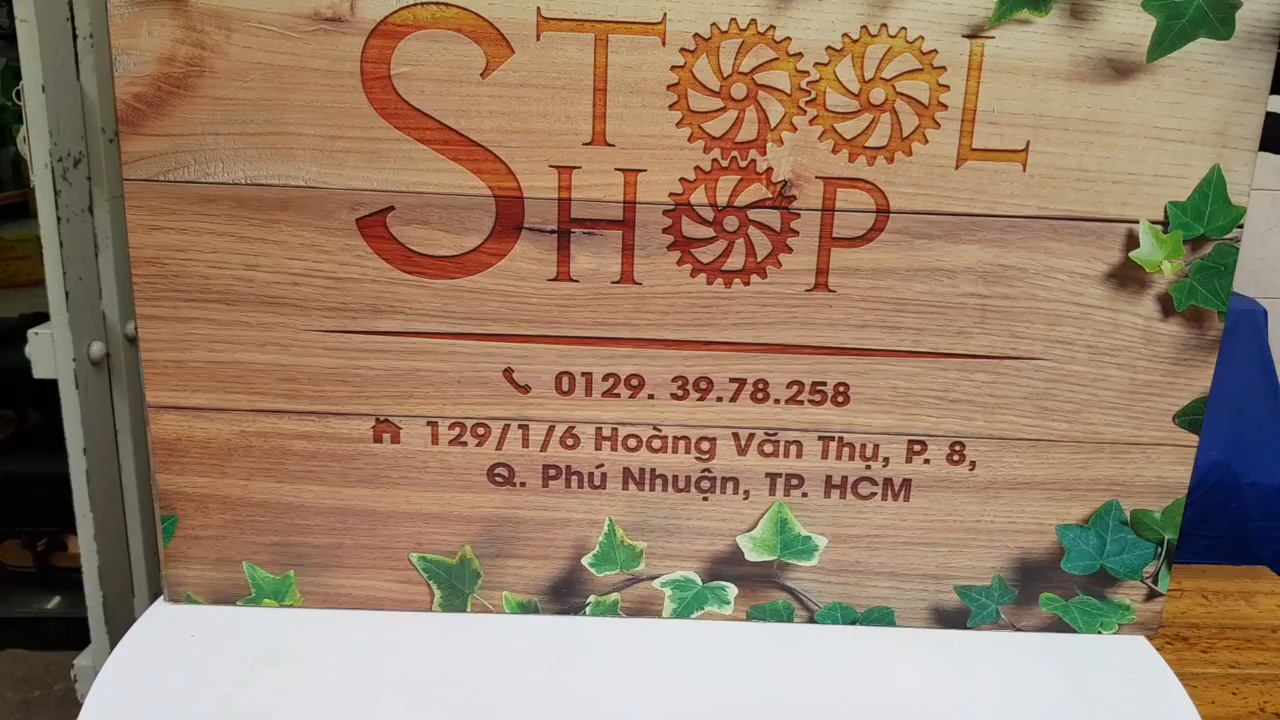 STOOL
SHOP
0129. 39.78.258
129/1/6 Hoàng Văn Thụ, P. 8,
Q. Phú Nhuận, TP. HCM